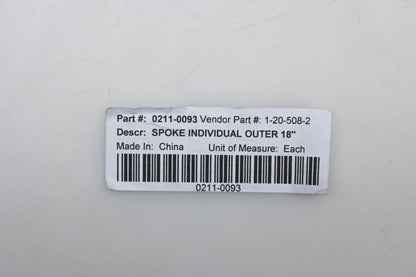 Part #: 0211-0093 Vendor Part #: 1-20-508-2
Descr: SPOKE INDIVIDUAL OUTER 18"
Made In: China Unit of Measure: Each
0211-0093